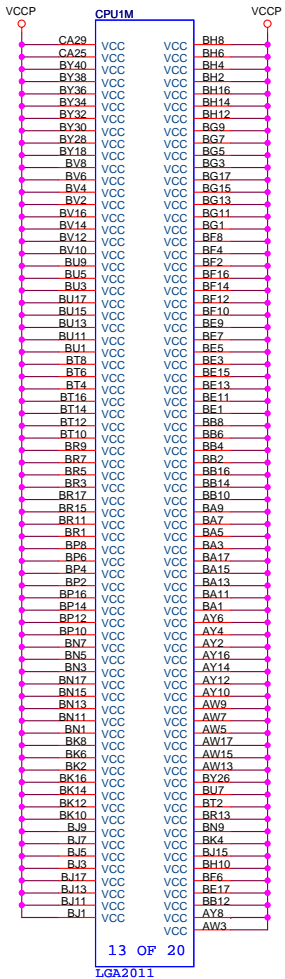 VCCP VCCP
CPU1M
CA29 VCC VCC BH8
CA25 VCC VCC BH6
BY40 VCC VCC BH4
BY38 VCC VCC BH2
BY36 VCC VCC BH16
BY34 VCC VCC BH14
BY32 VCC VCC BH12
BY30 VCC VCC BG9
BY28 VCC VCC BG7
BY18 VCC VCC BG5
BV8 VCC VCC BG3
BV6 VCC VCC BG17
BV4 VCC VCC BG15
BV2 VCC VCC BG13
BV16 VCC VCC BG11
BV14 VCC VCC BG1
BV12 VCC VCC BF8
BV10 VCC VCC BF4
BU9 VCC VCC BF2
BU5 VCC VCC BF16
BU3 VCC VCC BF14
BU17 VCC VCC BF12
BU15 VCC VCC BF10
BU13 VCC VCC BE9
BU11 VCC VCC BE7
BU1 VCC VCC BE5
BT8 VCC VCC BE3
BT6 VCC VCC BE15
BT4 VCC VCC BE13
BT16 VCC VCC BE11
BT14 VCC VCC BE1
BT12 VCC VCC BB8
BT10 VCC VCC BB6
BR9 VCC VCC BB4
BR7 VCC VCC BB2
BR5 VCC VCC BB16
BR3 VCC VCC BB14
BR17 VCC VCC BB10
BR15 VCC VCC BA9
BR11 VCC VCC BA7
BR1 VCC VCC BA5
BP8 VCC VCC BA3
BP6 VCC VCC BA17
BP4 VCC VCC BA15
BP2 VCC VCC BA13
BP16 VCC VCC BA11
BP14 VCC VCC BA1
BP12 VCC VCC AY6
BP10 VCC VCC AY4
BN7 VCC VCC AY2
BN5 VCC VCC AY16
BN3 VCC VCC AY14
BN17 VCC VCC AY12
BN15 VCC VCC AY10
BN13 VCC VCC AW9
BN11 VCC VCC AW7
BN1 VCC VCC AW5
BK8 VCC VCC AW17
BK6 VCC VCC AW15
BK2 VCC VCC AW13
BK16 VCC VCC BY26
BK14 VCC VCC BU7
BK12 VCC VCC BT2
BK10 VCC VCC BR13
BJ9 VCC VCC BN9
BJ7 VCC VCC BK4
BJ5 VCC VCC BJ15
BJ3 VCC VCC BH10
BJ17 VCC VCC BF6
BJ13 VCC VCC BE17
BJ11 VCC VCC BB12
BJ1 VCC VCC AY8
VCC AW3
13 OF 20
LGA2011